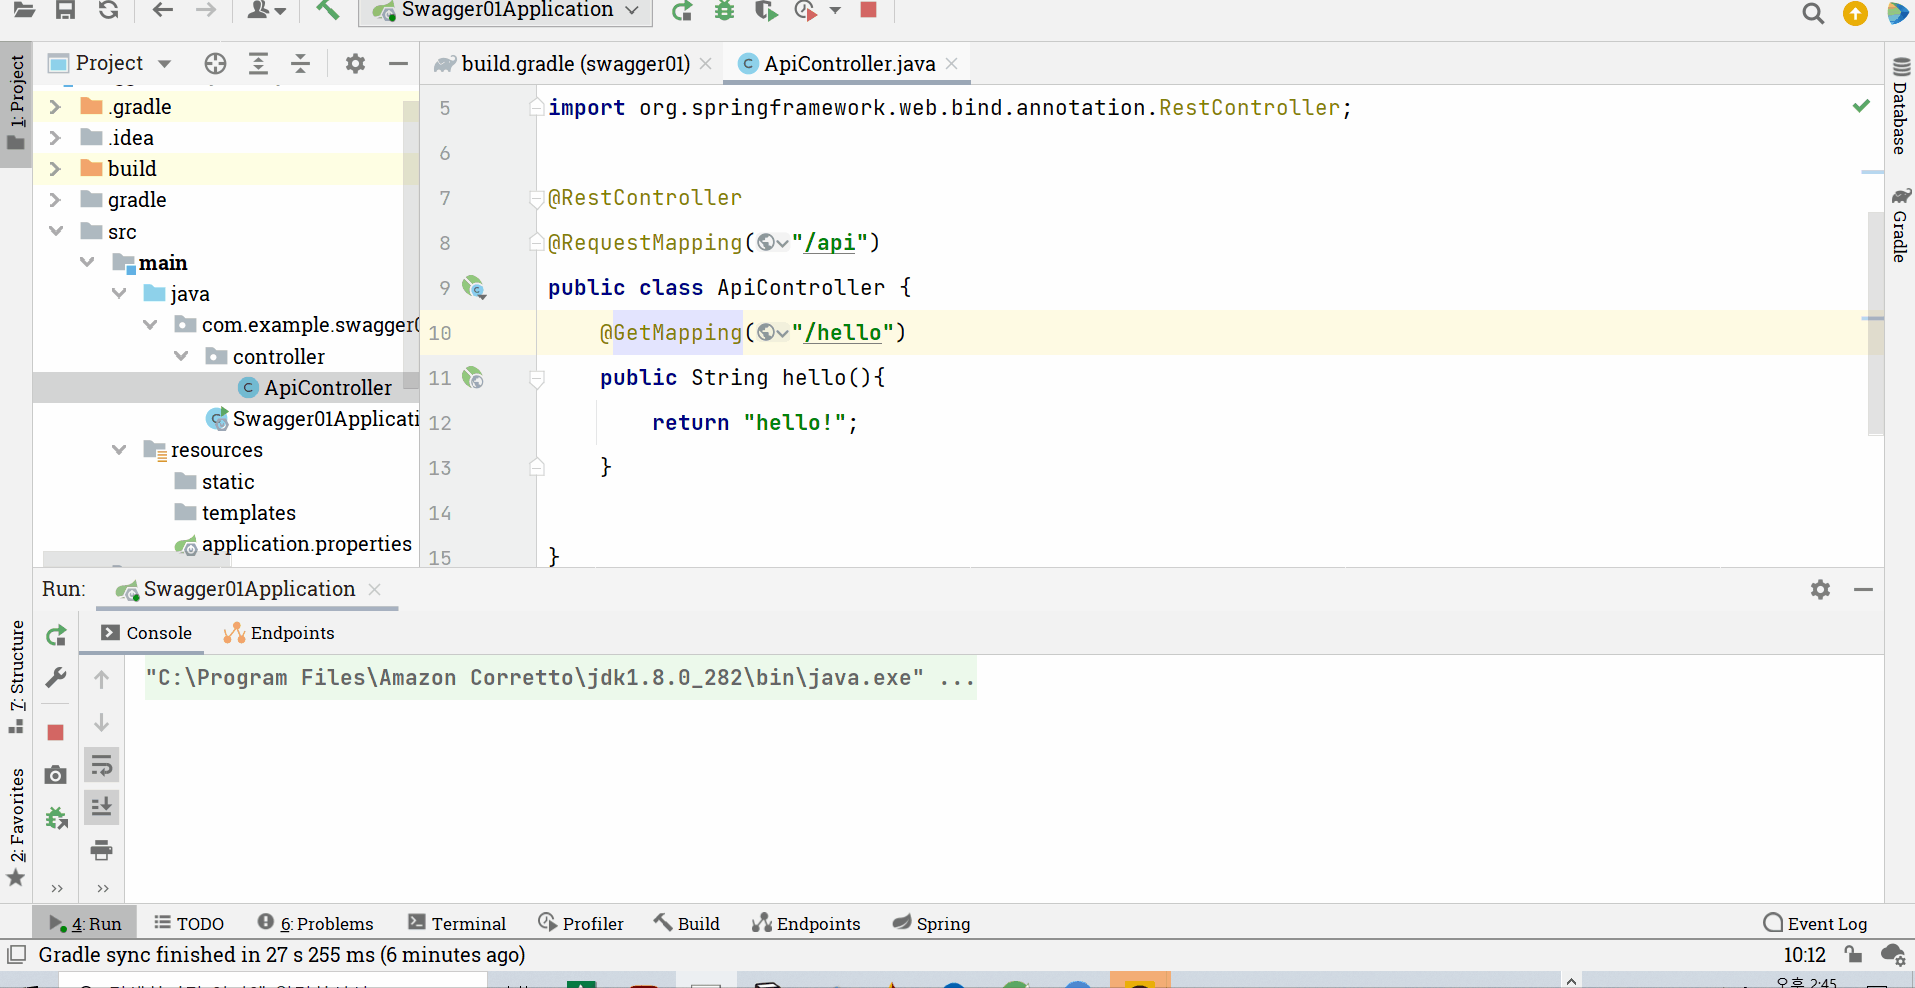 Swagger01Application
1: Project
Project
build.gradle (swagger01)
ApiController.java
.gradle
.idea
build
gradle
src
main
java
com.example.swagger0
controller
ApiController
Swagger01Applicati
resources
static
templates
application.properties
5 import org.springframework.web.bind.annotation.RestController;
6
7 @RestController
8 @RequestMapping("/api")
9 public class ApiController {
10 @GetMapping("/hello")
11 public String hello(){
12 return "hello!";
13 }
14
15 }
Database
Gradle
Run: Swagger01Application
Console Endpoints
"C:\Program Files\Amazon Corretto\jdk1.8.0_282\bin\java.exe" ...
7: Structure
2: Favorites
4: Run TODO 6: Problems Terminal Profiler Build Endpoints Spring Event Log
Gradle sync finished in 27 s 255 ms (6 minutes ago) 10:12
오후 2:45